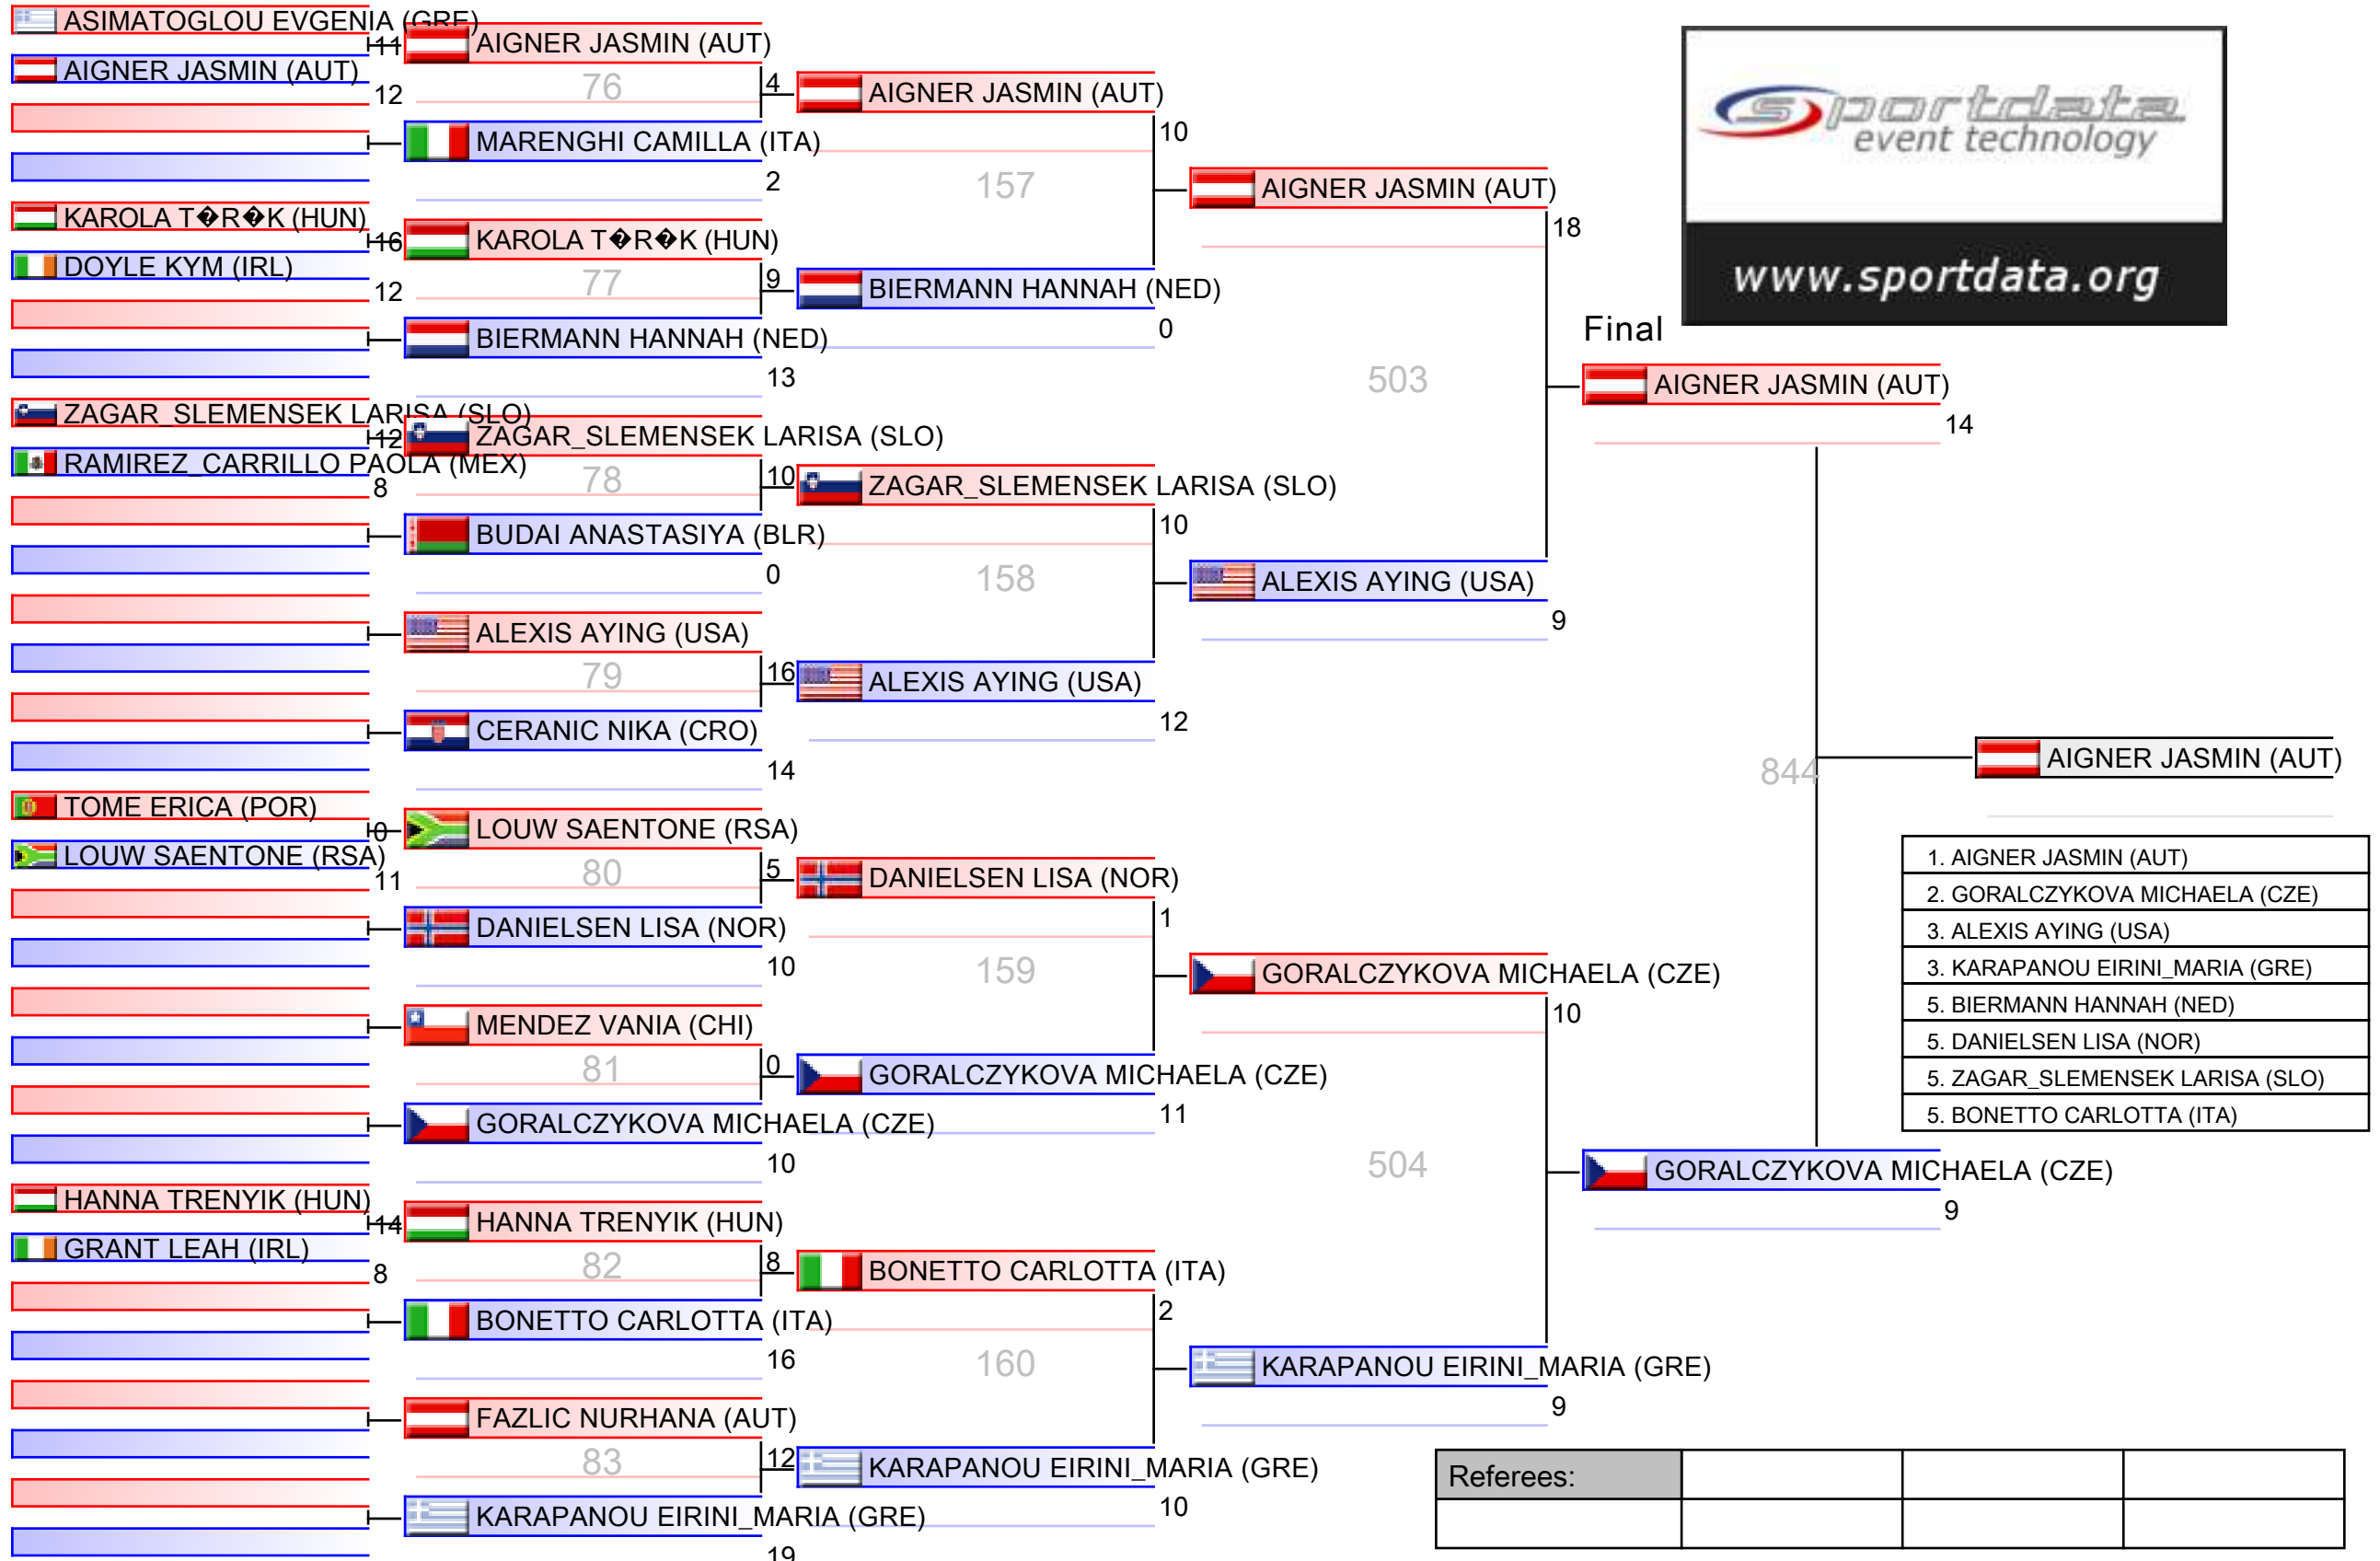 ASIMATOGLOU EVGENIA (GRE)
11
AIGNER JASMIN (AUT)
12
KAROLA T�R�K (HUN)
16
DOYLE KYM (IRL)
12
ZAGAR_SLEMENSEK LARISA (SLO)
12
RAMIREZ_CARRILLO PAOLA (MEX)
8
TOME ERICA (POR)
0
LOUW SAENTONE (RSA)
11
HANNA TRENYIK (HUN)
14
GRANT LEAH (IRL)
8
AIGNER JASMIN (AUT)
76
4
MARENGHI CAMILLA (ITA)
2
KAROLA T�R�K (HUN)
77
9
BIERMANN HANNAH (NED)
13
ZAGAR_SLEMENSEK LARISA (SLO)
78
10
BUDAI ANASTASIYA (BLR)
0
ALEXIS AYING (USA)
79
16
CERANIC NIKA (CRO)
14
LOUW SAENTONE (RSA)
80
5
DANIELSEN LISA (NOR)
10
MENDEZ VANIA (CHI)
81
0
GORALCZYKOVA MICHAELA (CZE)
10
HANNA TRENYIK (HUN)
82
8
BONETTO CARLOTTA (ITA)
16
FAZLIC NURHANA (AUT)
83
12
KARAPANOU EIRINI_MARIA (GRE)
19
AIGNER JASMIN (AUT)
10
157
BIERMANN HANNAH (NED)
0
ZAGAR_SLEMENSEK LARISA (SLO)
10
158
ALEXIS AYING (USA)
12
DANIELSEN LISA (NOR)
1
159
GORALCZYKOVA MICHAELA (CZE)
11
BONETTO CARLOTTA (ITA)
2
160
KARAPANOU EIRINI_MARIA (GRE)
10
AIGNER JASMIN (AUT)
18
503
ALEXIS AYING (USA)
9
GORALCZYKOVA MICHAELA (CZE)
10
504
KARAPANOU EIRINI_MARIA (GRE)
9
Final
AIGNER JASMIN (AUT)
14
844
GORALCZYKOVA MICHAELA (CZE)
9
sportdata
event technology
www.sportdata.org
AIGNER JASMIN (AUT)
1. AIGNER JASMIN (AUT)
2. GORALCZYKOVA MICHAELA (CZE)
3. ALEXIS AYING (USA)
3. KARAPANOU EIRINI_MARIA (GRE)
5. BIERMANN HANNAH (NED)
5. DANIELSEN LISA (NOR)
5. ZAGAR_SLEMENSEK LARISA (SLO)
5. BONETTO CARLOTTA (ITA)
Referees: